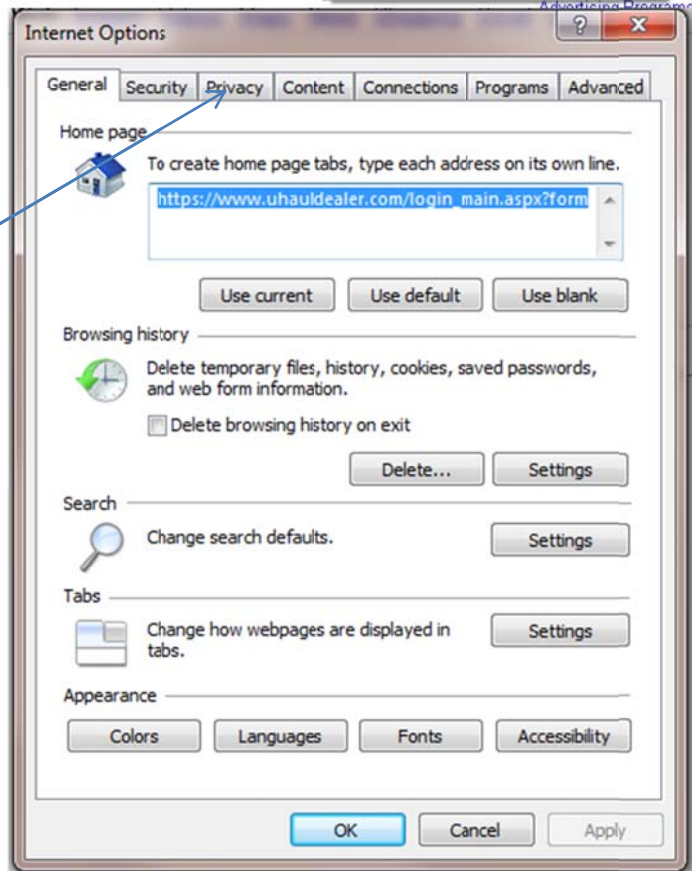 Advertising Programs
Internet Options
General Security Privacy Content Connections Programs Advanced
Home page
To create home page tabs, type each address on its own line.
https://www.uhauldealer.com/login_main.aspx?form
Use current Use default Use blank
Browsing history
Delete temporary files, history, cookies, saved passwords,
and web form information.
Delete browsing history on exit
Delete... Settings
Search
Change search defaults.
Settings
Tabs
Change how webpages are displayed in
tabs.
Settings
Appearance
Colors Languages Fonts Accessibility
OK Cancel Apply